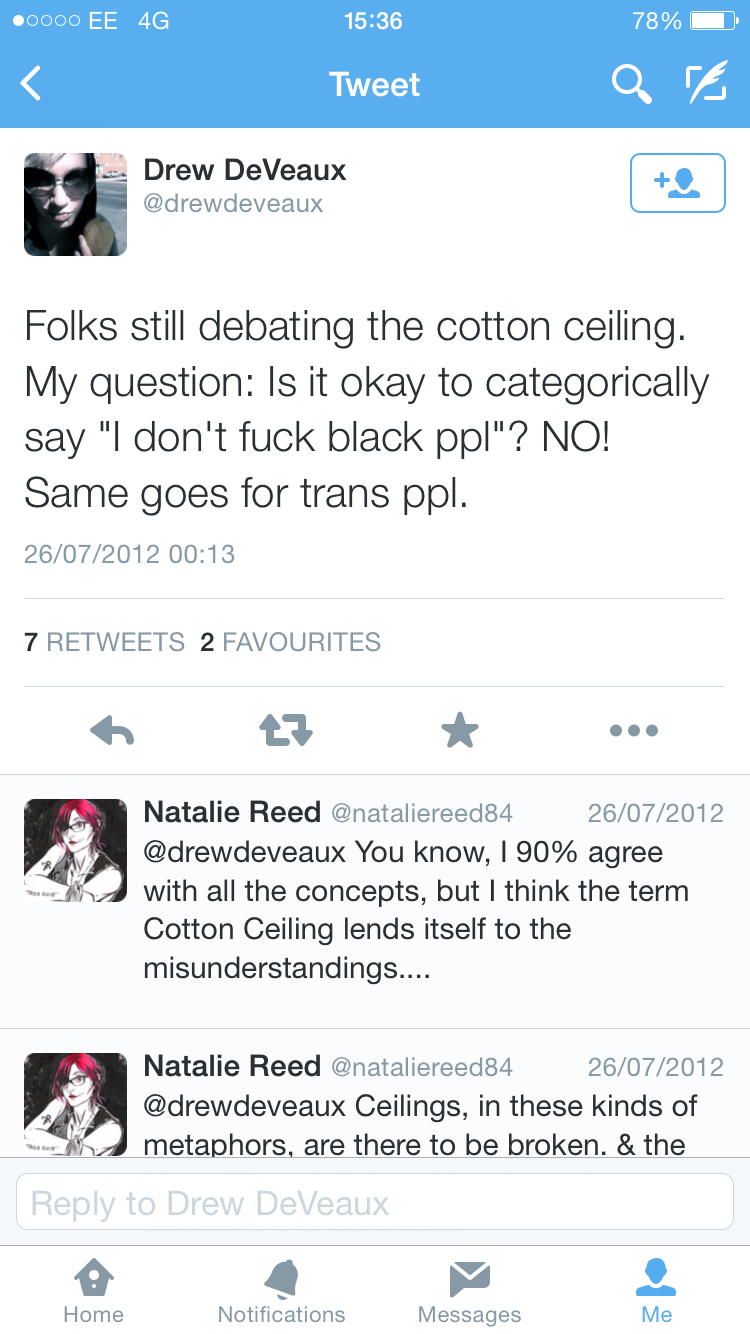 EE 4G 15:36 78%
Tweet
Drew DeVeaux
@drewdeveaux
Folks still debating the cotton ceiling.
My question: Is it okay to categorically
say "I don't fuck black ppl"? NO!
Same goes for trans ppl.
26/07/2012 00:13
7 RETWEETS 2 FAVOURITES
Natalie Reed @nataliereed84 26/07/2012
@drewdeveaux You know, I 90% agree
with all the concepts, but I think the term
Cotton Ceiling lends itself to the
misunderstandings....
Natalie Reed @nataliereed84 26/07/2012
@drewdeveaux Ceilings, in these kinds of
metaphors, are there to be broken. & the
Reply to Drew DeVeaux
Home Notifications Messages Me